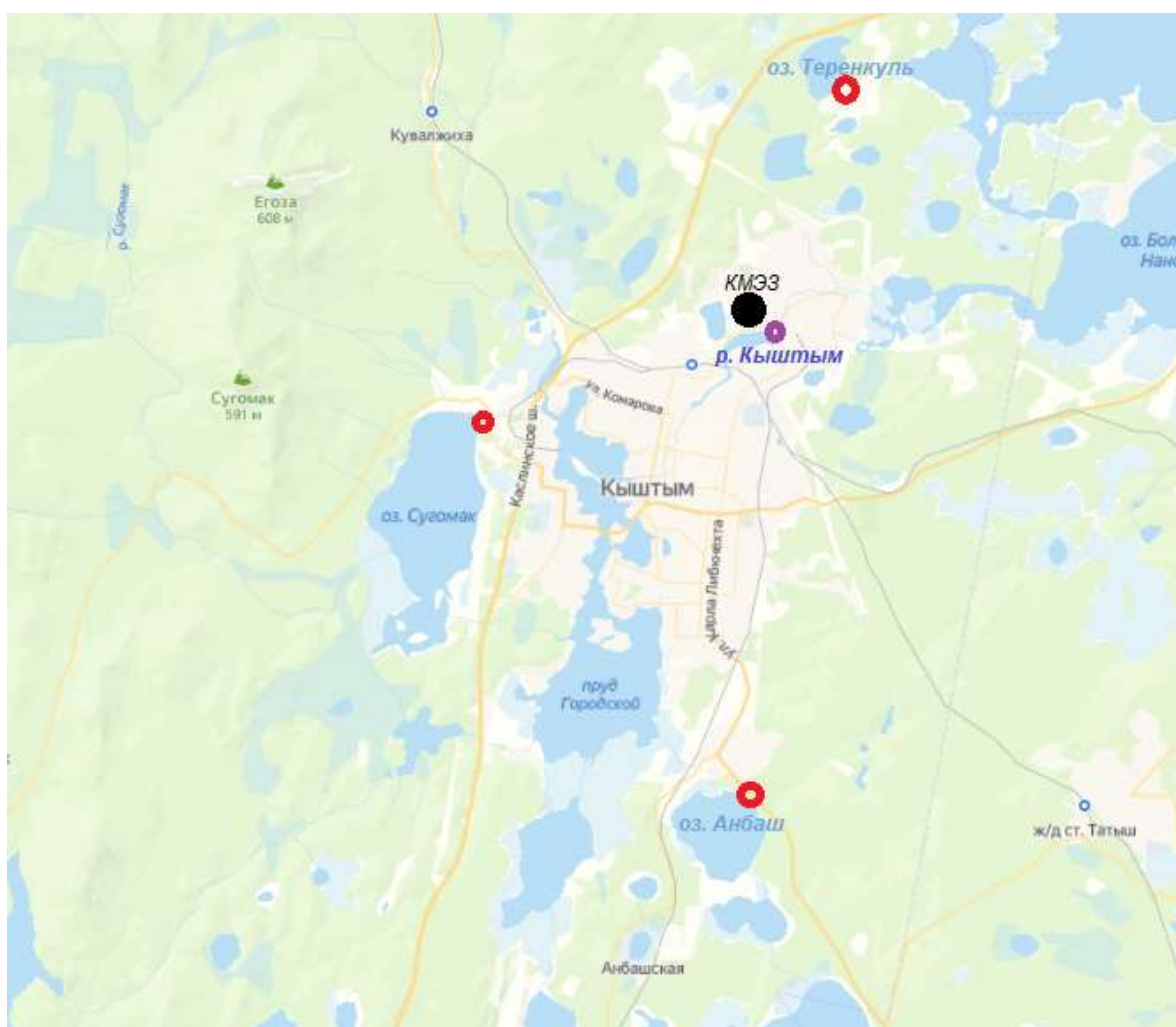 оз. Теренкуль
Кувалжиха
р. Сугомак
Егоза
608 м
оз. Бол
Нано
КМЭЗ
р. Кыштым
Сугомак
591 м
ул. Комарова
Каслинское ш.
Кыштым
оз. Сугомак
ул. Карла Либкнехта
пруд
Городской
оз. Анбаш
ж/д ст. Татыш
Анбашская